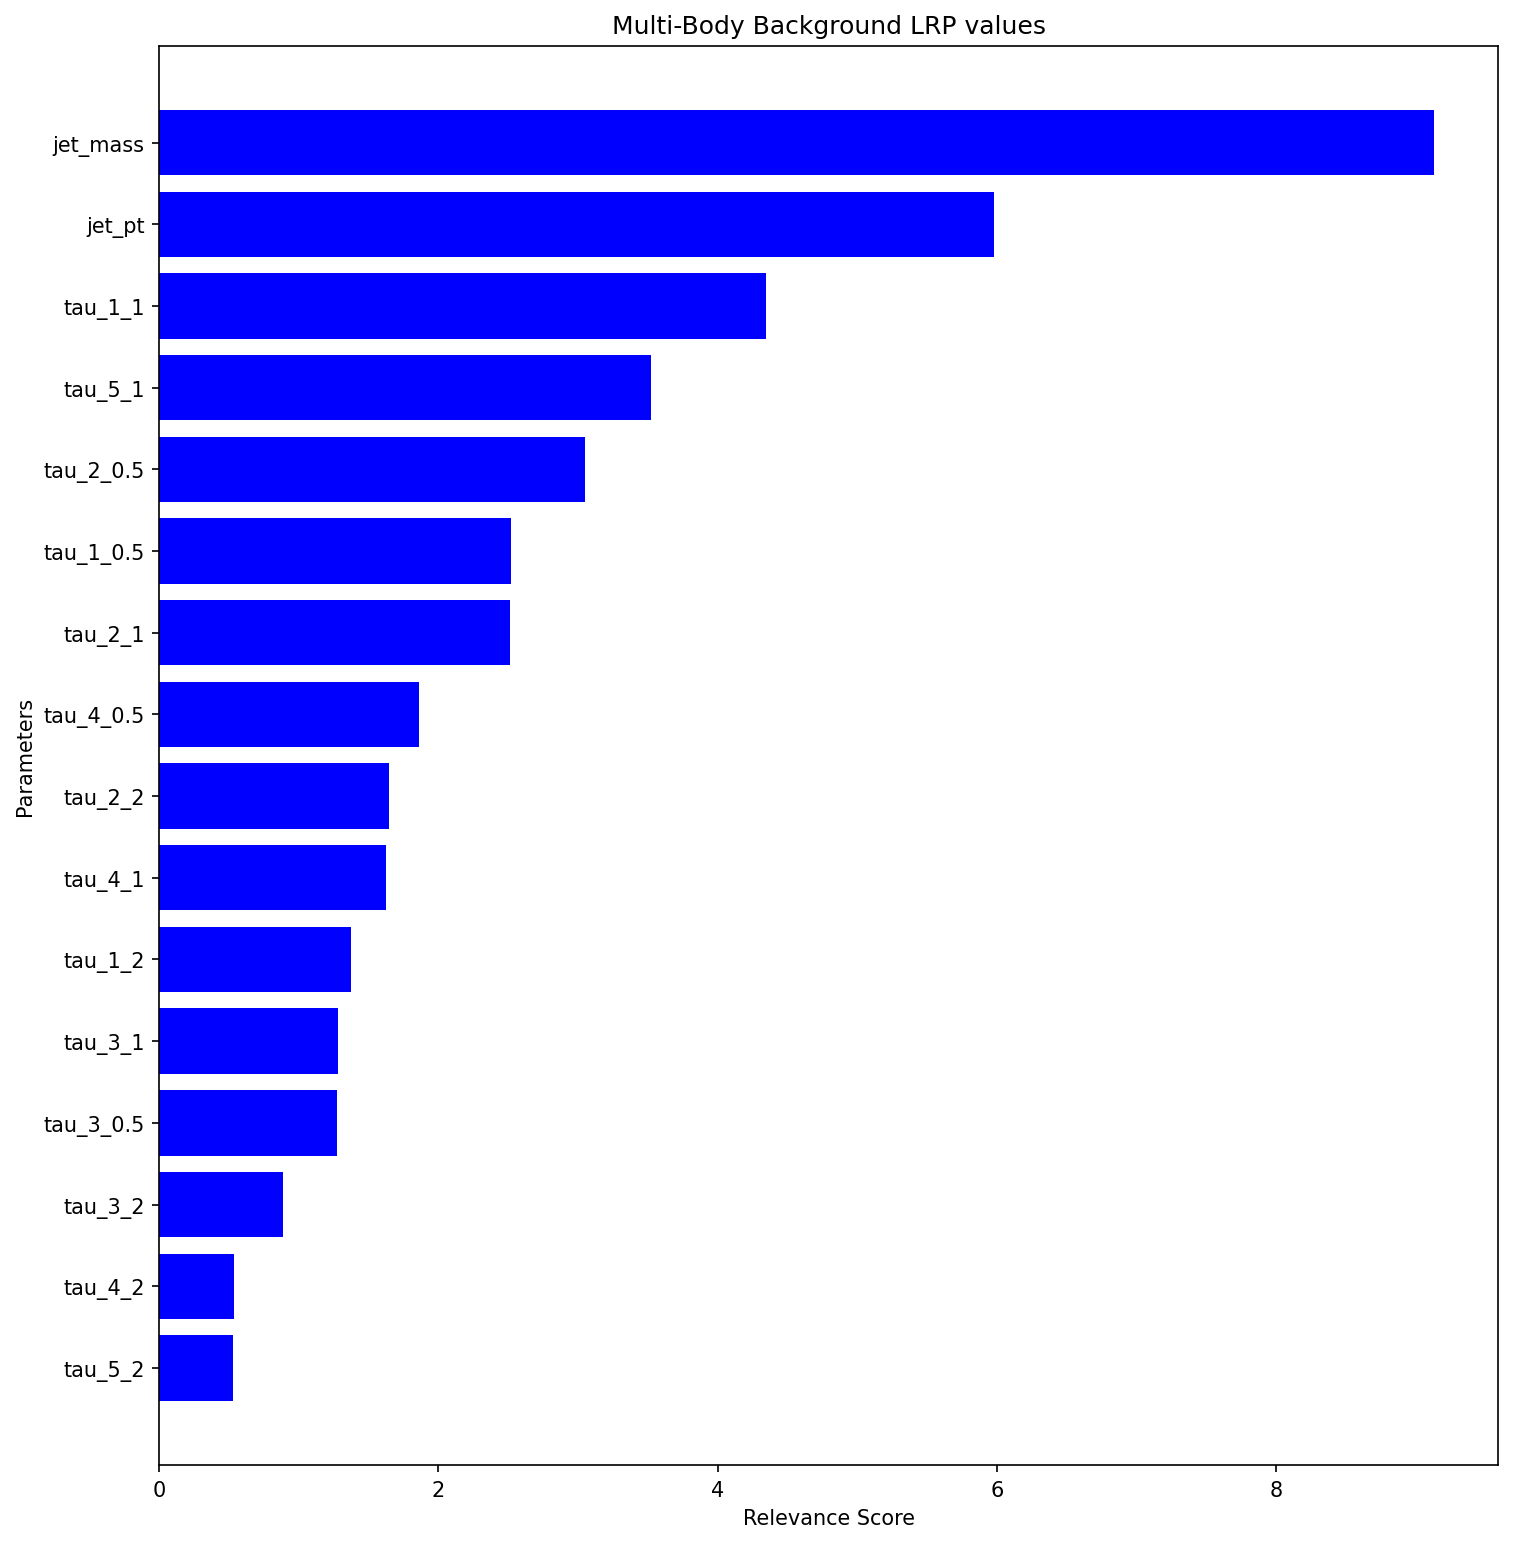 Multi-Body Background LRP values
jet_mass
jet_pt
tau_1_1
tau_5_1
tau_2_0.5
tau_1_0.5
tau_2_1
tau_4_0.5
tau_2_2
tau_4_1
tau_1_2
tau_3_1
tau_3_0.5
tau_3_2
tau_4_2
tau_5_2
Parameters
0 2 4 6 8
Relevance Score